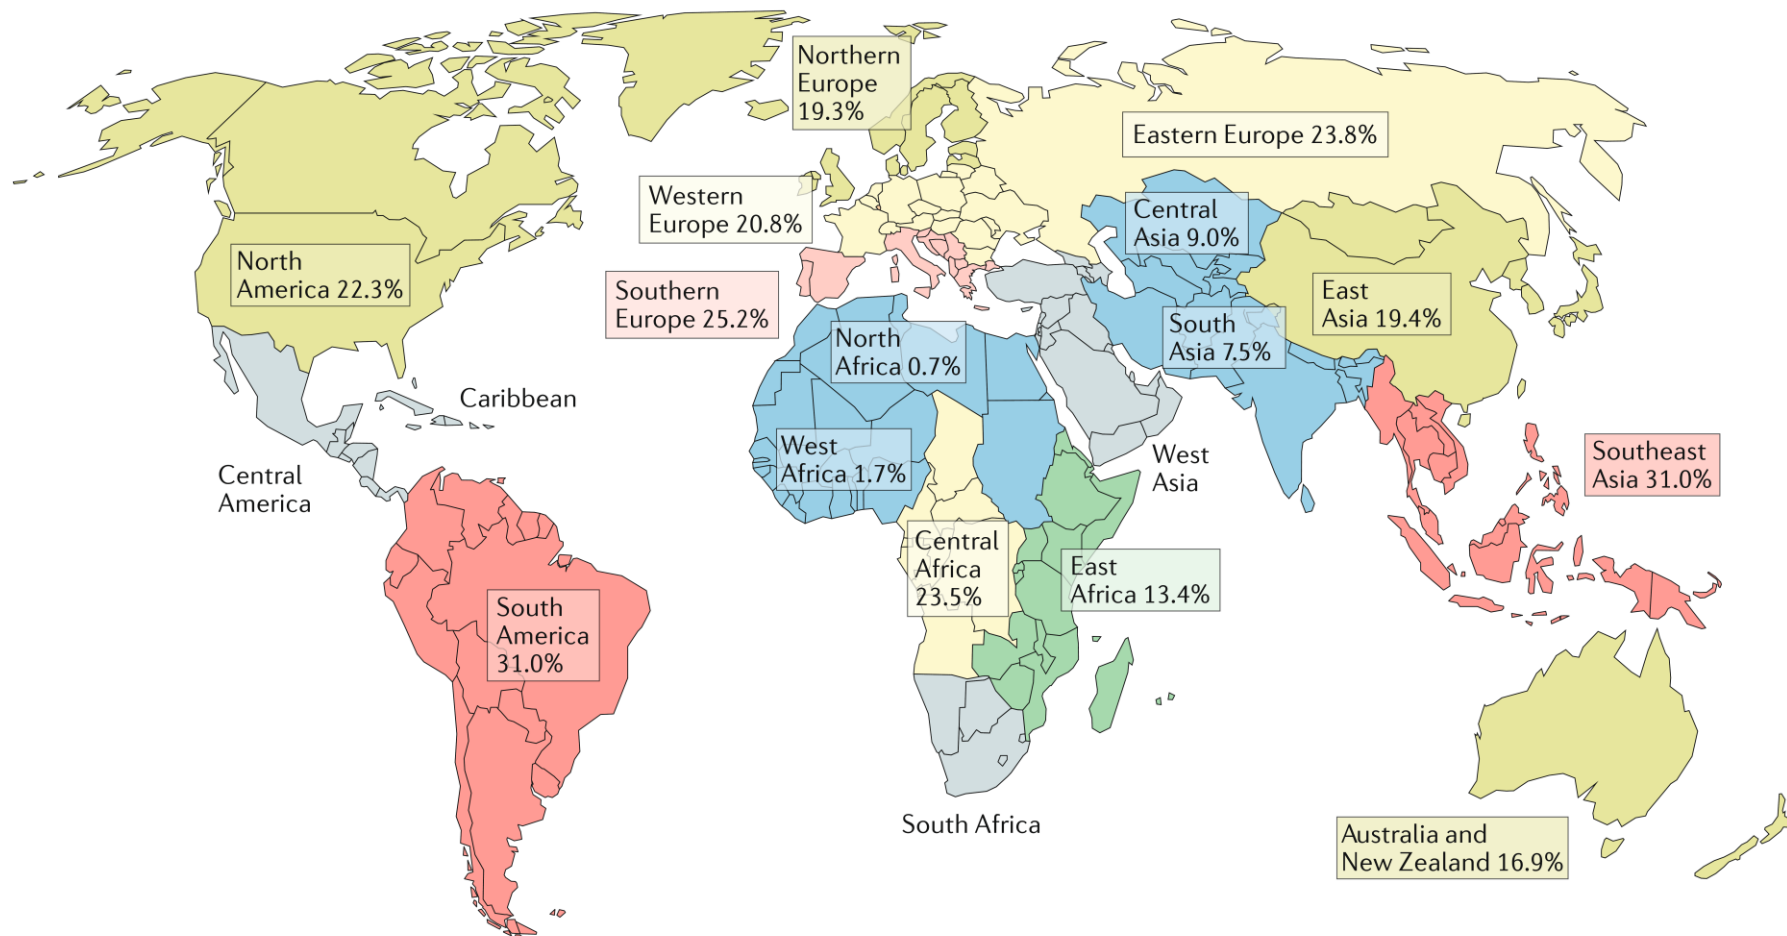 Northern
Europe
19.3%
Eastern Europe 23.8%
Western
Europe 20.8%
Central
Asia 9.0%
North
America 22.3%
Southern
Europe 25.2%
East
Asia 19.4%
South
Asia 7.5%
North
Africa 0.7%
Caribbean
West
Africa 1.7%
West
Asia
Southeast
Asia 31.0%
Central
America
Central
Africa
23.5%
East
Africa 13.4%
South
America
31.0%
South Africa
Australia and
New Zealand 16.9%